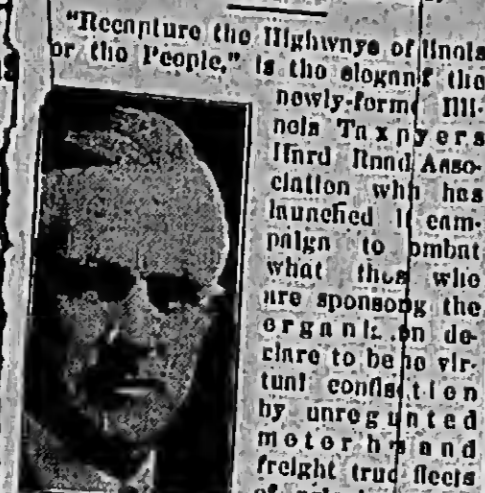 "Recapture the Highways of Illinois
for the People," is the slogan of the
newly-formed Illi-
nois Taxpayers
Hard Road Asso-
ciation which has
launched a cam-
paign to combat
what those who
are sponsoring the
organization de-
clare to be the vir-
tual confiscation
by unregulated
motor bus and
freight truck fleets